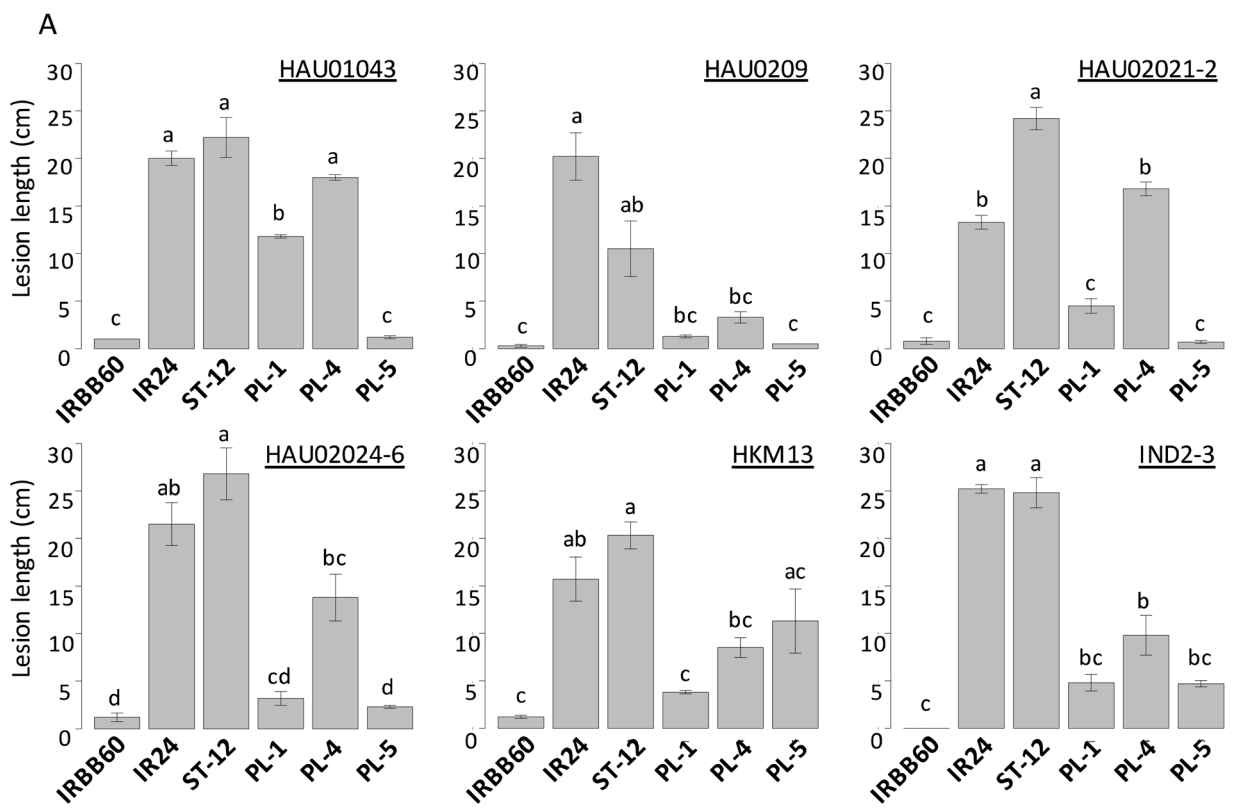 A
HAU01043
HAU0209
HAU02021-2
Lesion length (cm)
30
25
20
15
10
5
0
a
a
a
b
c
c
IRBB60
IR24
ST-12
PL-1
PL-4
PL-5
30
25
20
15
10
5
0
c
a
ab
bc
bc
c
IRBB60
IR24
ST-12
PL-1
PL-4
PL-5
30
25
20
15
10
5
0
c
b
a
c
b
c
IRBB60
IR24
ST-12
PL-1
PL-4
PL-5
HAU02024-6
HKM13
IND2-3
Lesion length (cm)
30
25
20
15
10
5
0
d
ab
a
cd
bc
d
IRBB60
IR24
ST-12
PL-1
PL-4
PL-5
30
25
20
15
10
5
0
c
ab
a
c
bc
ac
IRBB60
IR24
ST-12
PL-1
PL-4
PL-5
30
25
20
15
10
5
0
c
a
a
bc
b
bc
IRBB60
IR24
ST-12
PL-1
PL-4
PL-5